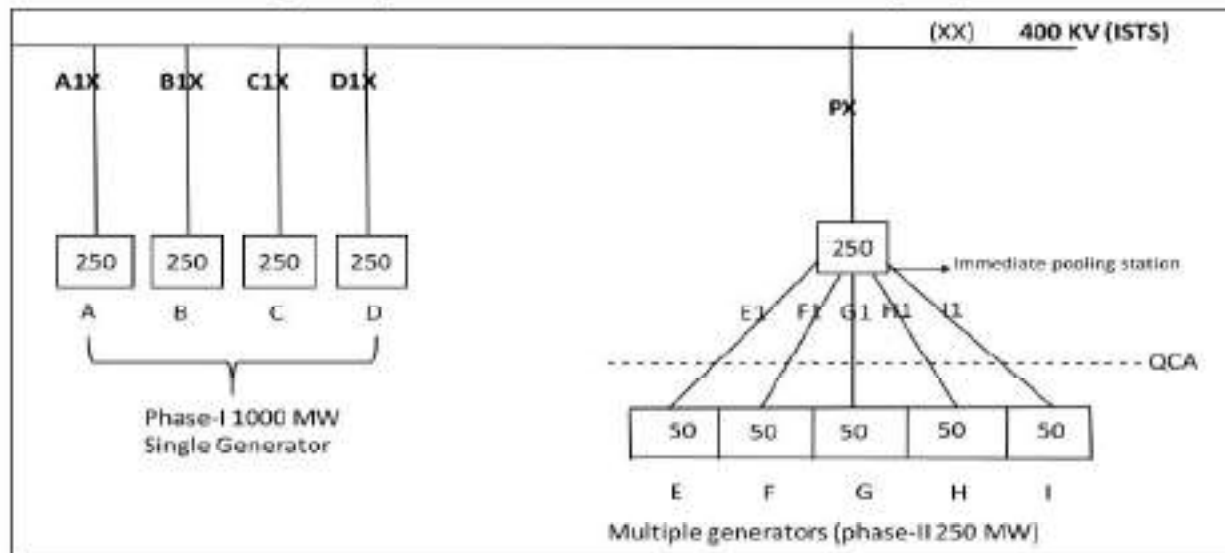 (XX) 400 KV (ISTS)
A1X B1X C1X D1X
PX
250 250 250 250
250
Immediate pooling station
A B C D
E1 F1 G1 H1 I1
QCA
Phase-I 1000 MW
Single Generator
50 50 50 50 50
E F G H I
Multiple generators (phase-II 250 MW)